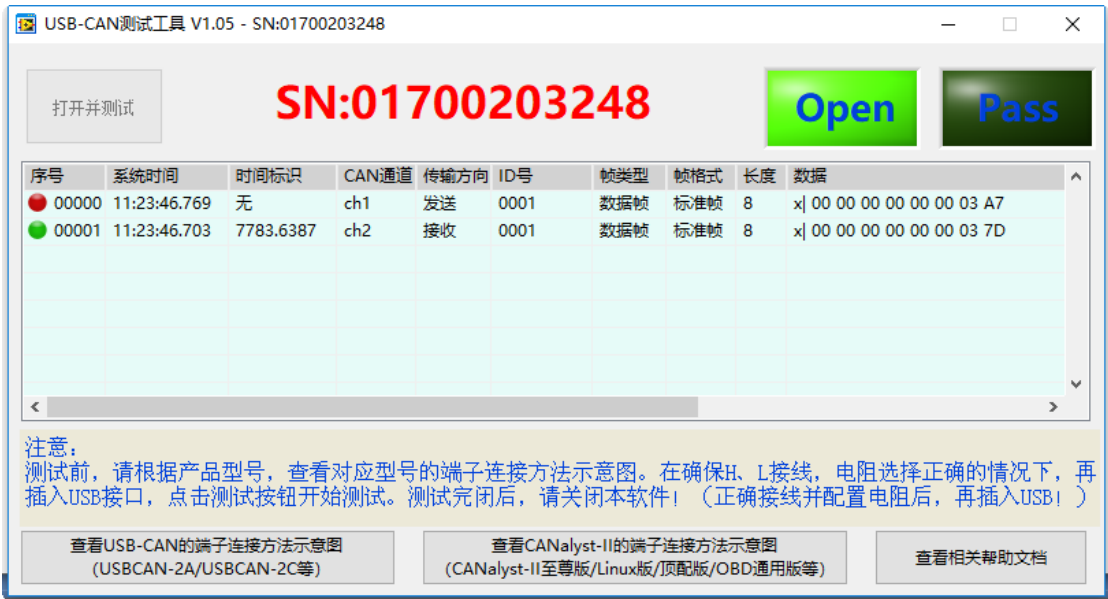 USB-CAN测试工具 V1.05 - SN:01700203248
打开并测试
SN:01700203248
Open
Pass
序号 系统时间 时间标识 CAN通道 传输方向 ID号 帧类型 帧格式 长度 数据
00000 11:23:46.769 无 ch1 发送 0001 数据帧 标准帧 8 x| 00 00 00 00 00 00 03 A7
00001 11:23:46.703 7783.6387 ch2 接收 0001 数据帧 标准帧 8 x| 00 00 00 00 00 00 03 7D
注意：
测试前，请根据产品型号，查看对应型号的端子连接方法示意图。在确保H、L接线，电阻选择正确的情况下，再
插入USB接口，点击测试按钮开始测试。测试完闭后，请关闭本软件！（正确接线并配置电阻后，再插入USB！）
查看USB-CAN的端子连接方法示意图
(USBCAN-2A/USBCAN-2C等)
查看CANalyst-II的端子连接方法示意图
(CANalyst-II至尊版/Linux版/顶配版/OBD通用版等)
查看相关帮助文档